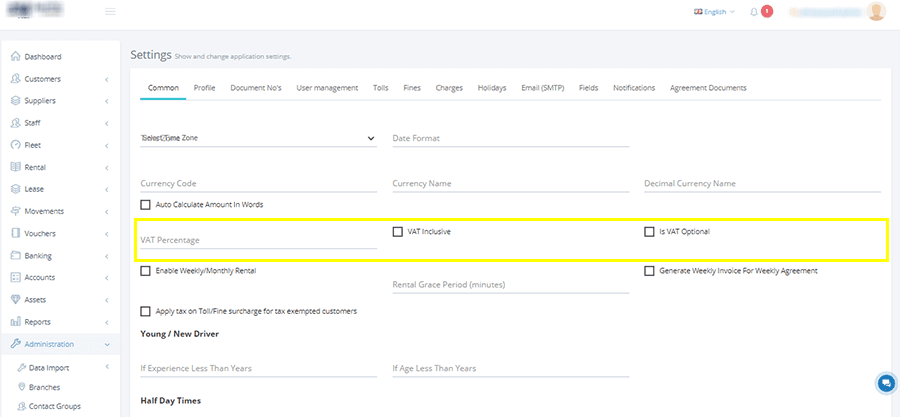 English
1
Dashboard
Customers
Suppliers
Staff
Fleet
Rental
Lease
Movements
Vouchers
Banking
Accounts
Assets
Reports
Administration
Data Import
Branches
Contact Groups
Settings Show and change application settings.
Common Profile Document No's User management Tolls Fines Charges Holidays Email (SMTP) Fields Notifications Agreement Documents
Select Time Zone Date Format
Currency Code Currency Name Decimal Currency Name
Auto Calculate Amount In Words
VAT Percentage VAT Inclusive Is VAT Optional
Enable Weekly/Monthly Rental Rental Grace Period (minutes) Generate Weekly Invoice For Weekly Agreement
Apply tax on Toll/Fine surcharge for tax exempted customers
Young / New Driver
If Experience Less Than Years If Age Less Than Years
Half Day Times